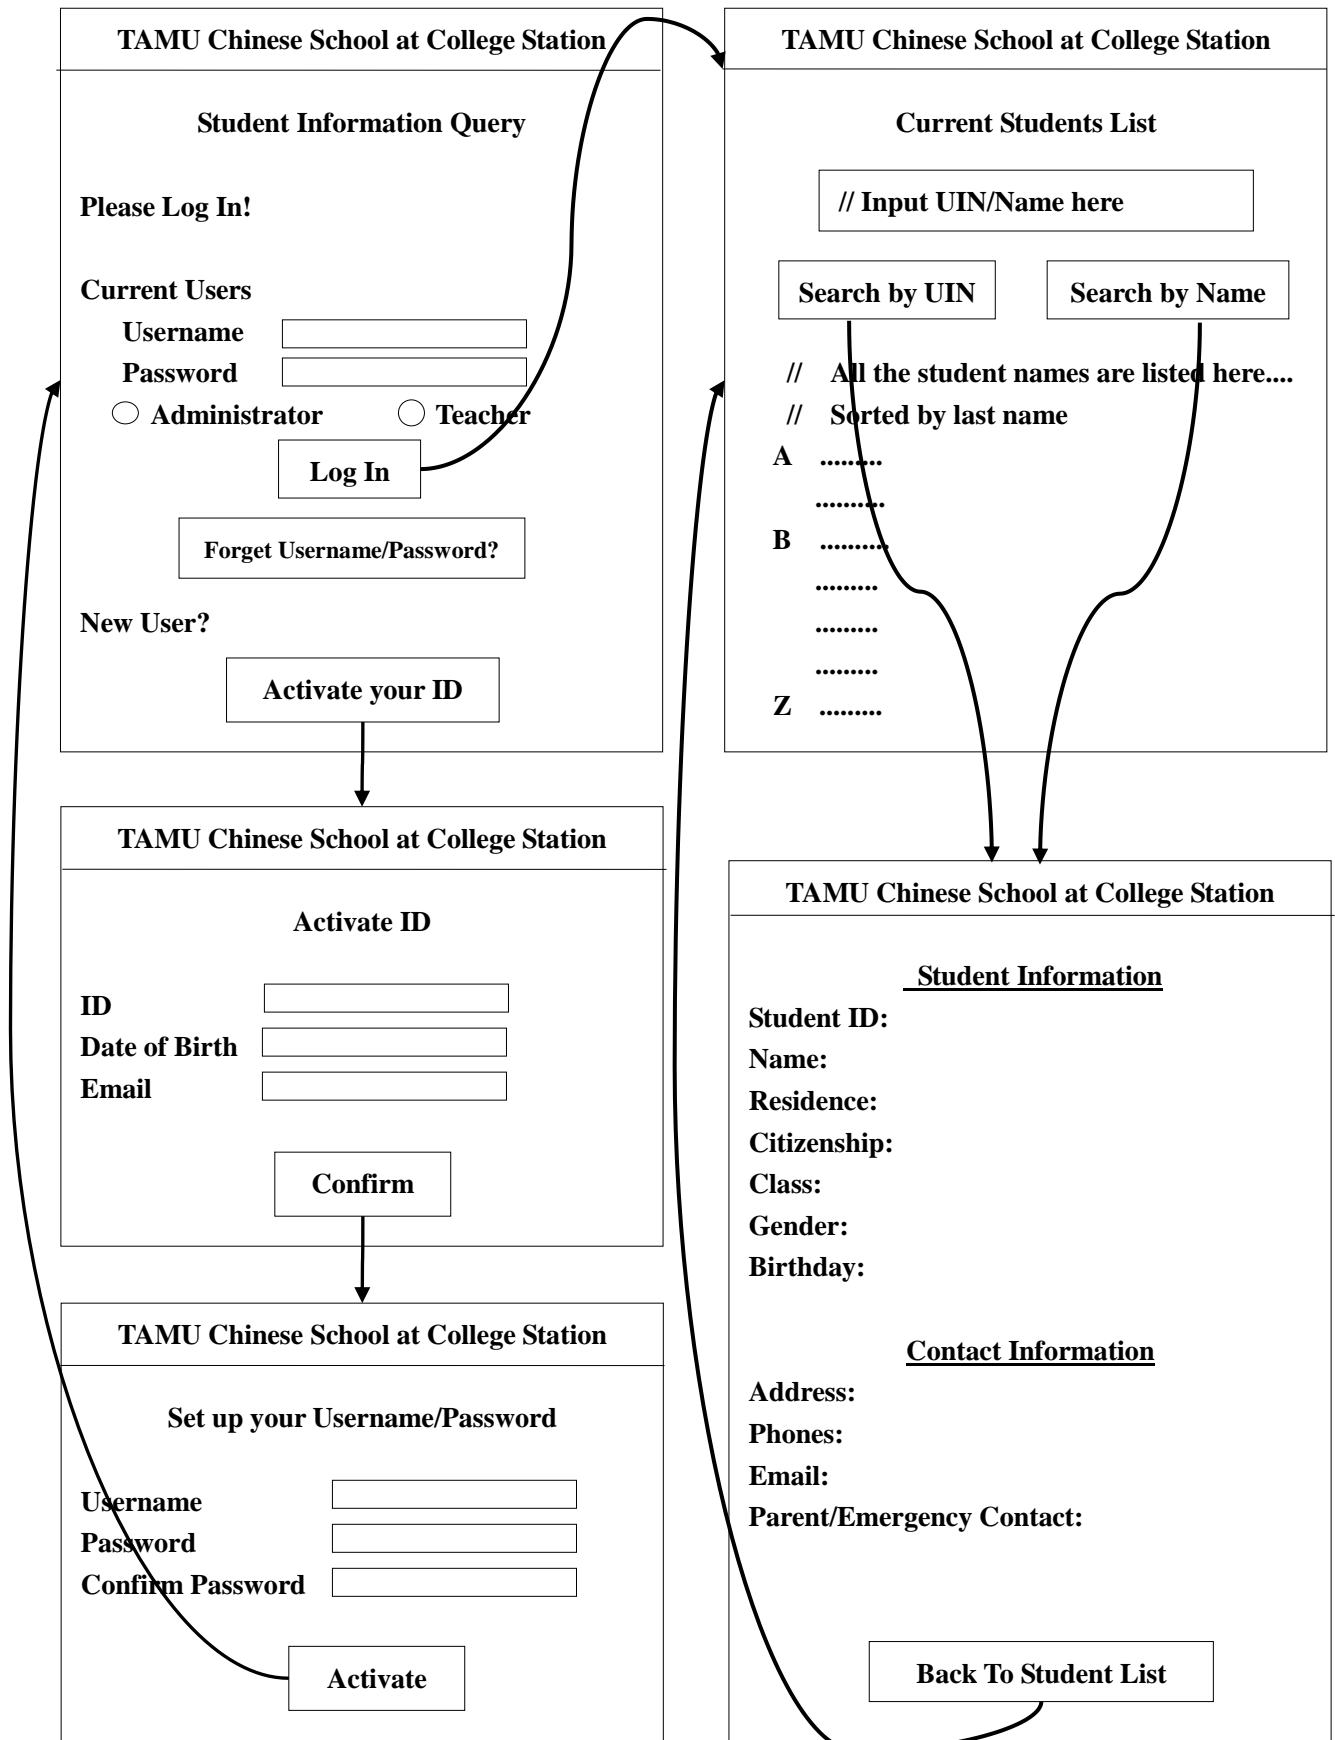 TAMU Chinese School at College Station
Student Information Query
Please Log In!
Current Users
Username
Password
Administrator Teacher
Log In
Forget Username/Password?
New User?
Activate your ID
TAMU Chinese School at College Station
Activate ID
ID
Date of Birth
Email
Confirm
TAMU Chinese School at College Station
Set up your Username/Password
Username
Password
Confirm Password
Activate
TAMU Chinese School at College Station
Current Students List
// Input UIN/Name here
Search by UIN Search by Name
// All the student names are listed here....
// Sorted by last name
A .........
..........
B ..........
.........
.........
.........
Z .........
TAMU Chinese School at College Station
Student Information
Student ID:
Name:
Residence:
Citizenship:
Class:
Gender:
Birthday:
Contact Information
Address:
Phones:
Email:
Parent/Emergency Contact:
Back To Student List